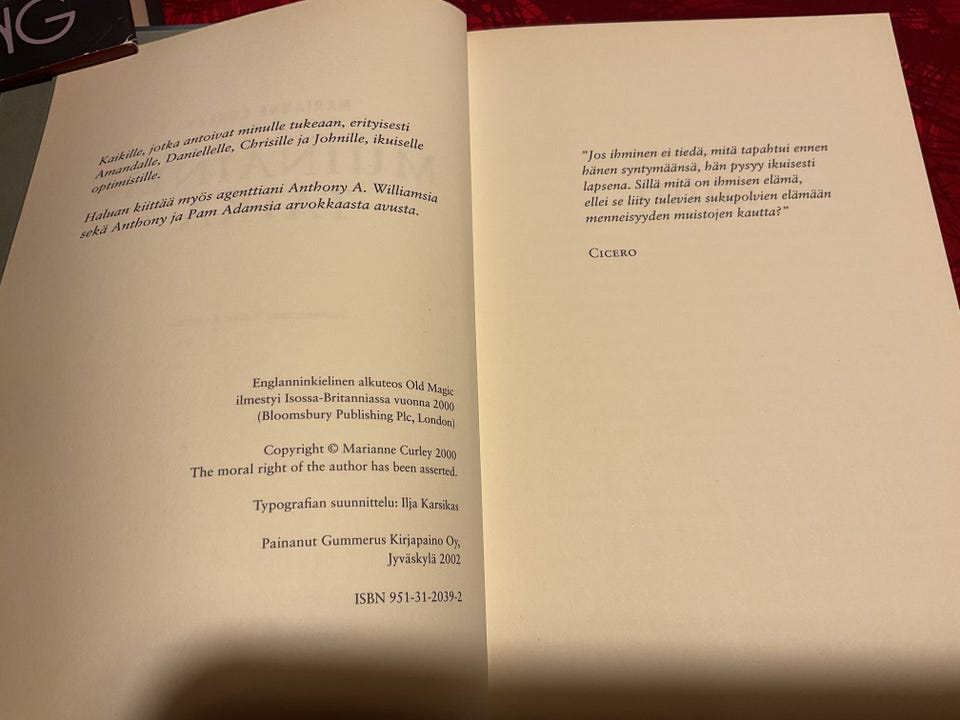 NG
Kaikille, jotka antoivat minulle tukeaan, erityisesti
Amandalle, Daniellelle, Chrisille ja Johnille, ikuiselle
optimistille.
Haluan kiittää myös agenttiani Anthony A. Williamsia
sekä Anthony ja Pam Adamsia arvokkaasta avusta.
Englanninkielinen alkuteos Old Magic
ilmestyi Isossa-Britanniassa vuonna 2000
(Bloomsbury Publishing Plc, London)
Copyright © Marianne Curley 2000
The moral right of the author has been asserted.
Typografian suunnittelu: Ilja Karsikas
Painanut Gummerus Kirjapaino Oy,
Jyväskylä 2002
ISBN 951-31-2039-2
"Jos ihminen ei tiedä, mitä tapahtui ennen
hänen syntymäänsä, hän pysyy ikuisesti
lapsena. Sillä mitä on ihmisen elämä,
ellei se liity tulevien sukupolvien elämään
menneisyyden muistojen kautta?"
CICERO